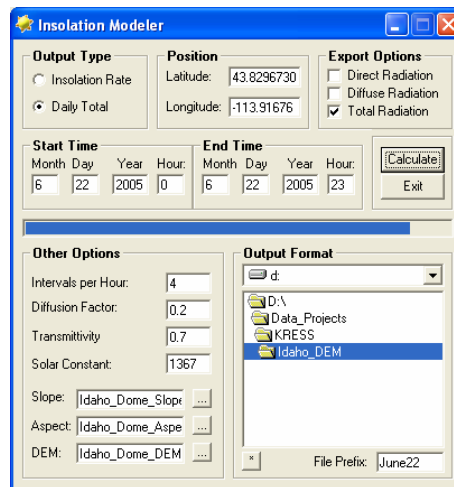 Insolation Modeler
Output Type
Insolation Rate
Daily Total
Position
Latitude: 43.8296730
Longitude: -113.91676
Export Options
Direct Radiation
Diffuse Radiation
Total Radiation
Start Time
Month Day Year Hour:
6 22 2005 0
End Time
Month Day Year Hour:
6 22 2005 23
Calculate
Exit
Other Options
Intervals per Hour: 4
Diffusion Factor: 0.2
Transmittivity 0.7
Solar Constant: 1367
Slope: Idaho_Dome_Slope ...
Aspect: Idaho_Dome_Aspe ...
DEM: Idaho_Dome_DEM ...
Output Format
d:
D:\
Data_Projects
KRESS
Idaho_DEM
* File Prefix: June22